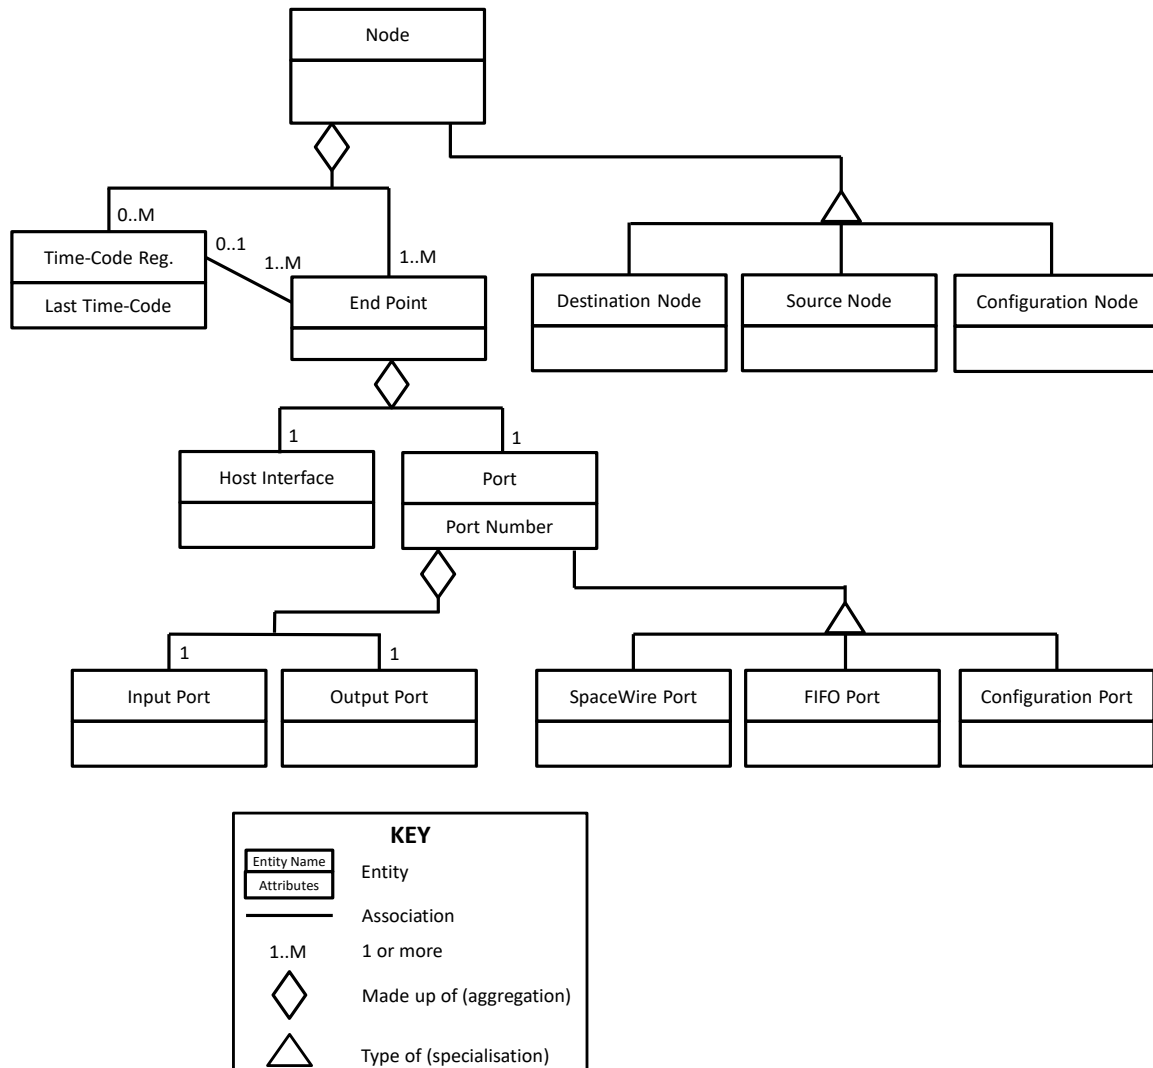 Node
0..M
Time-Code Reg.
Last Time-Code
0..1
1..M
1..M
End Point
Destination Node
Source Node
Configuration Node
1
1
Host Interface
Port
Port Number
1
1
Input Port
Output Port
SpaceWire Port
FIFO Port
Configuration Port
KEY
Entity Name
Attributes
Entity
Association
1..M
1 or more
Made up of (aggregation)
Type of (specialisation)